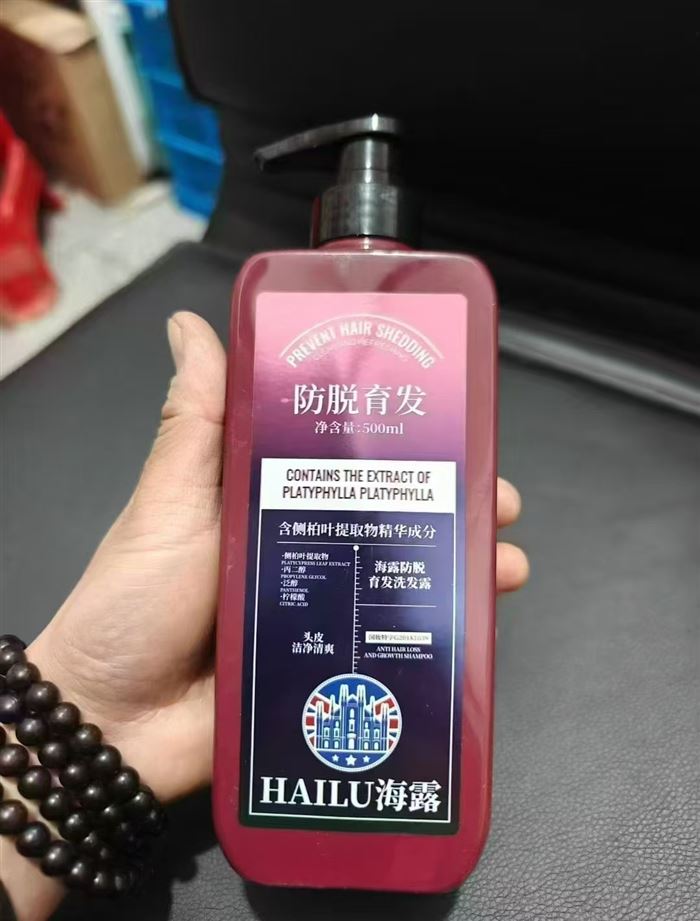 PREVENT HAIR SHEDDING
防脱育发
净含量:500ml
CONTAINS THE EXTRACT OF
PLATYPHYLLA PLATYPHYLLA
含侧柏叶提取物精华成分
·侧柏叶提取物
PLATYCYPRESS LEAF EXTRACT
·丙二醇
PROPYLENE GLYCOL
·泛醇
PANTHENOL
·柠檬酸
CITRIC ACID
海露防脱
育发洗发露
头皮
洁净清爽
ANTI HAIR LOSS
AND GROWTH SHAMPOO
HAILU海露